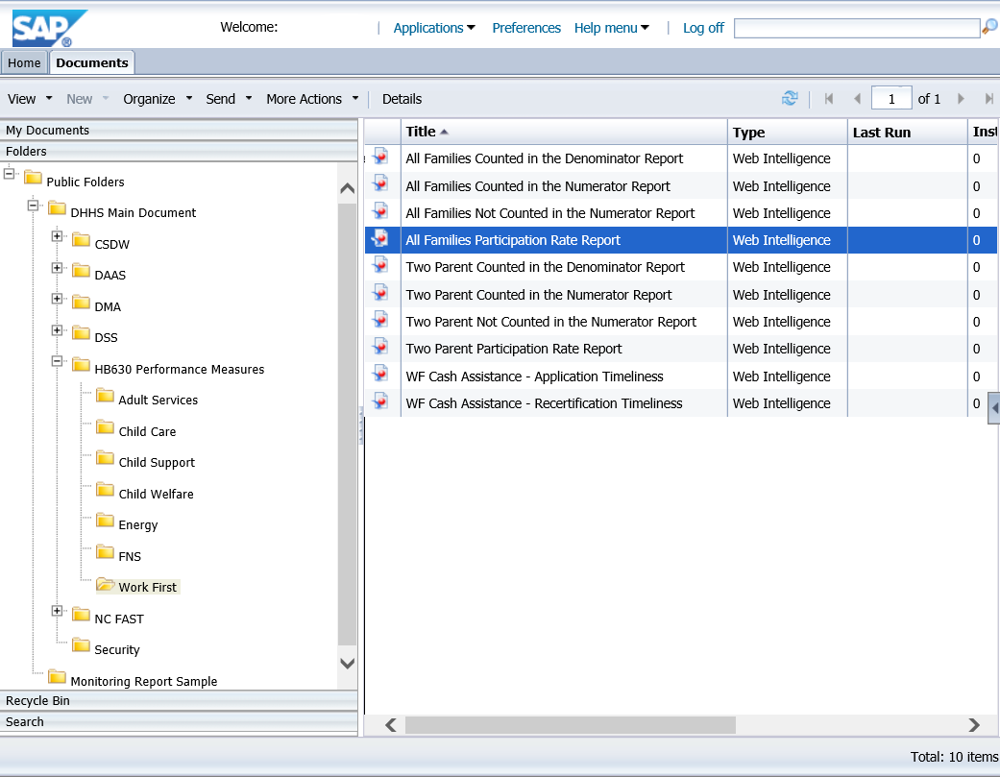 SAP ®
Welcome: | Applications Preferences Help menu | Log off
Home Documents
View New Organize Send More Actions Details 1 of 1
My Documents
Folders
Public Folders
DHHS Main Document
CSDW
DAAS
DMA
DSS
HB630 Performance Measures
Adult Services
Child Care
Child Support
Child Welfare
Energy
FNS
Work First
NC FAST
Security
Monitoring Report Sample
Recycle Bin
Search
Title Type Last Run Inst
All Families Counted in the Denominator Report Web Intelligence 0
All Families Counted in the Numerator Report Web Intelligence 0
All Families Not Counted in the Numerator Report Web Intelligence 0
All Families Participation Rate Report Web Intelligence 0
Two Parent Counted in the Denominator Report Web Intelligence 0
Two Parent Counted in the Numerator Report Web Intelligence 0
Two Parent Not Counted in the Numerator Report Web Intelligence 0
Two Parent Participation Rate Report Web Intelligence 0
WF Cash Assistance - Application Timeliness Web Intelligence 0
WF Cash Assistance - Recertification Timeliness Web Intelligence 0
Total: 10 items